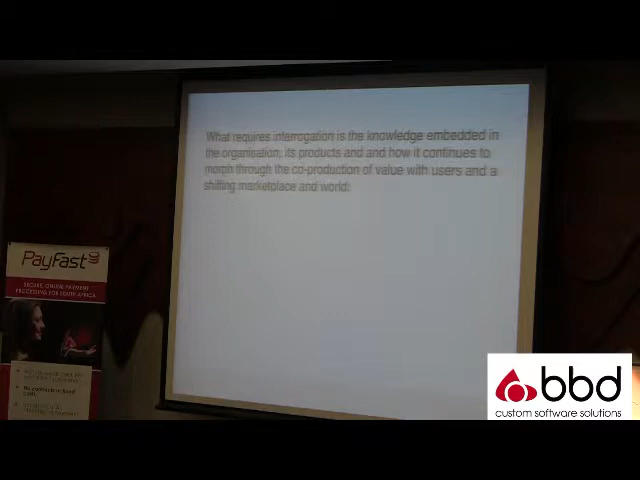 What requires interrogation is the knowledge embedded in
the organisation, its products and and how it continues to
morph through the co-production of value with users and a
shifting marketplace and world.
PayFast
SECURE, ONLINE PAYMENT
PROCESSING FOR SOUTH AFRICA
bbd
custom software solutions